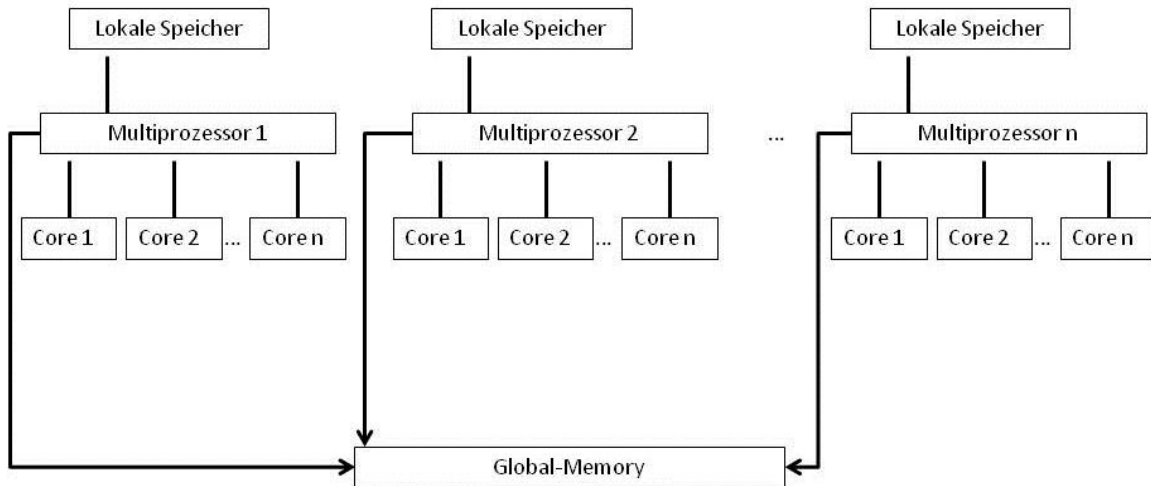 Lokale Speicher Lokale Speicher Lokale Speicher
Multiprozessor 1 Multiprozessor 2 ... Multiprozessor n
Core 1 Core 2 ... Core n Core 1 Core 2 ... Core n Core 1 Core 2 ... Core n
Global-Memory